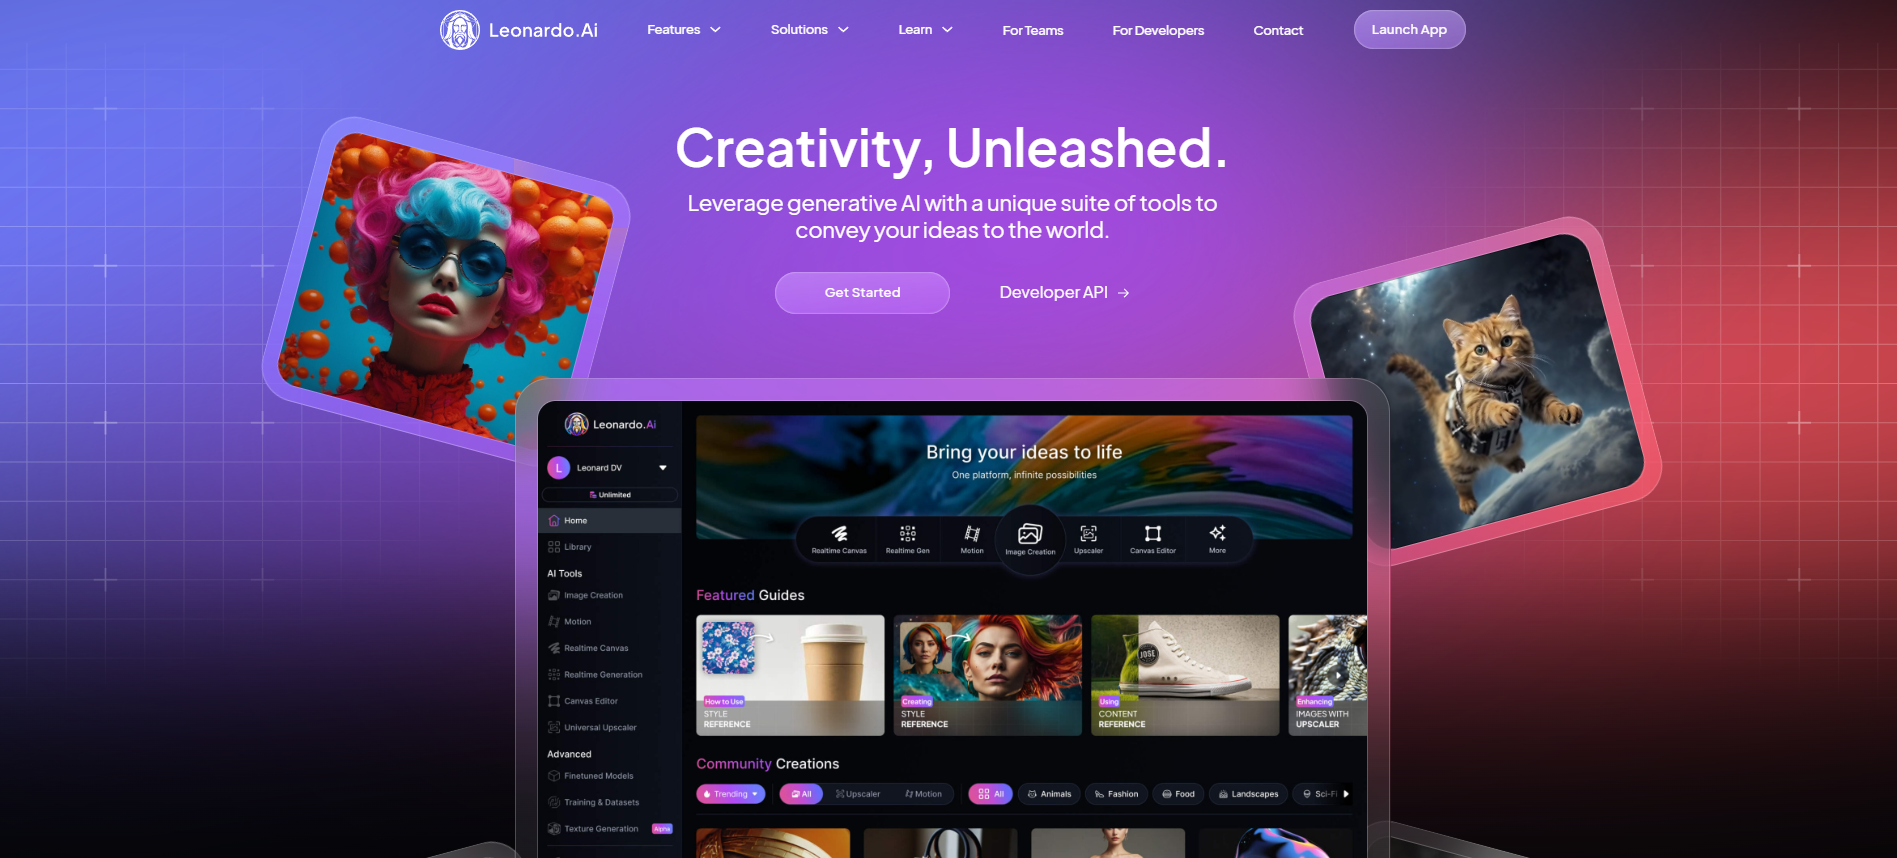 Leonardo.Ai
Features
Solutions
Learn
For Teams
For Developers
Contact
Launch App
Creativity, Unleashed.
Leverage generative AI with a unique suite of tools to
convey your ideas to the world.
Get Started
Developer API →
Leonardo.Ai
L
Leonard DV
Unlimited
Home
Library
AI Tools
Image Creation
Motion
Realtime Canvas
Realtime Generation
Canvas Editor
Universal Upscaler
Advanced
Finetuned Models
Training & Datasets
Texture Generation
Alpha
Bring your ideas to life
One platform, infinite possibilities
Realtime Canvas
Realtime Gen
Motion
Image Creation
Upscaler
Canvas Editor
More
Featured Guides
How to Use
STYLE
REFERENCE
Creating
STYLE
REFERENCE
JOSE
Using
CONTENT
REFERENCE
Enhancing
IMAGES WITH
UPSCALER
Community Creations
Trending
All
Upscaler
Motion
All
Animals
Fashion
Food
Landscapes
Sci-Fi